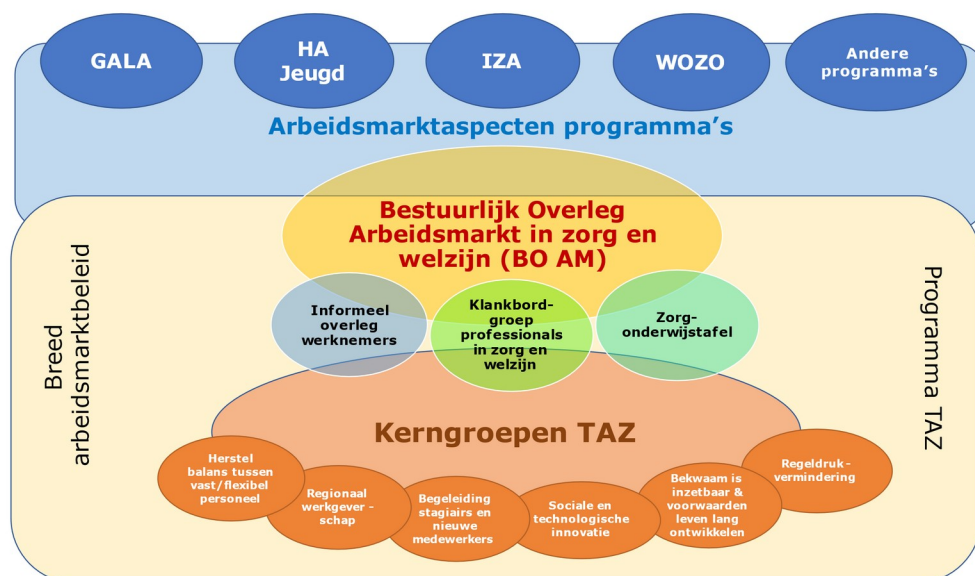 GALA
HA
Jeugd
IZA
WOZO
Andere
programma's
Arbeidsmarktaspecten programma's
Bestuurlijk Overleg
Arbeidsmarkt in zorg en
welzijn (BO AM)
Breed
arbeidsmarktbeleid
Informeel
overleg
werknemers
Klankbord-
groep
professionals
in zorg en
welzijn
Zorg-
onderwijstafel
Programma TAZ
Kerngroepen TAZ
Herstel
balans tussen
vast/flexibel
personeel
Regionaal
werkgever -
schap
Begeleiding
stagiairs en
nieuwe
medewerkers
Sociale en
technologische
innovatie
Bekwaam is
inzetbaar &
voorwaarden
leven lang
ontwikkelen
Regeldruk-
vermindering